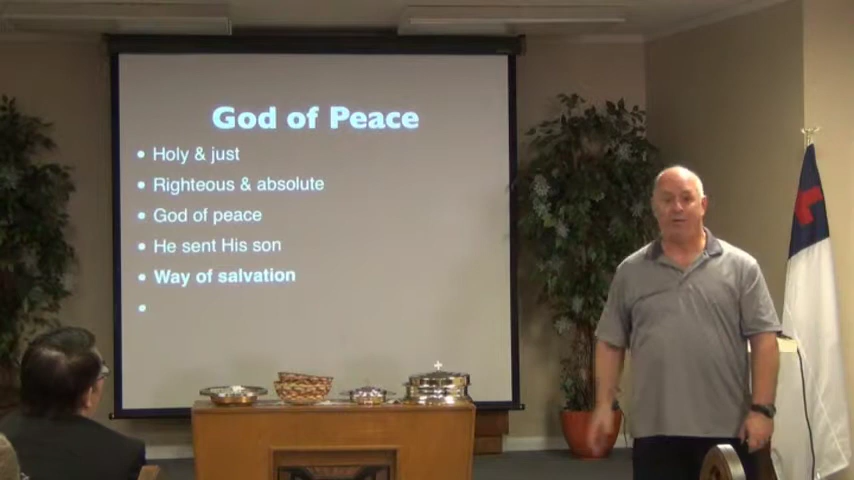 God of Peace
• Holy & just
• Righteous & absolute
• God of peace
• He sent His son
• Way of salvation
•